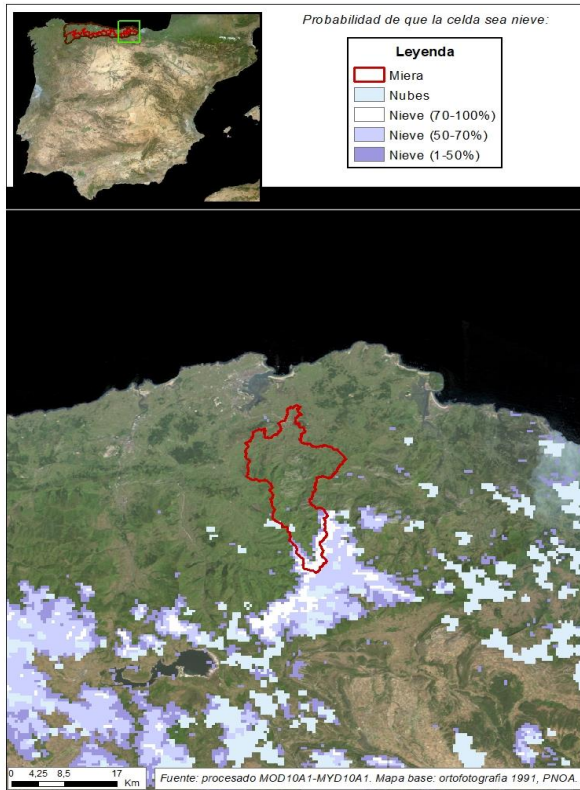 Probabilidad de que la celda sea nieve:
Leyenda
Miera
Nubes
Nieve (70-100%)
Nieve (50-70%)
Nieve (1-50%)
0 4,25 8,5 17
Km
Fuente: procesado MOD10A1-MYD10A1. Mapa base: ortofotografía 1991, PNOA.